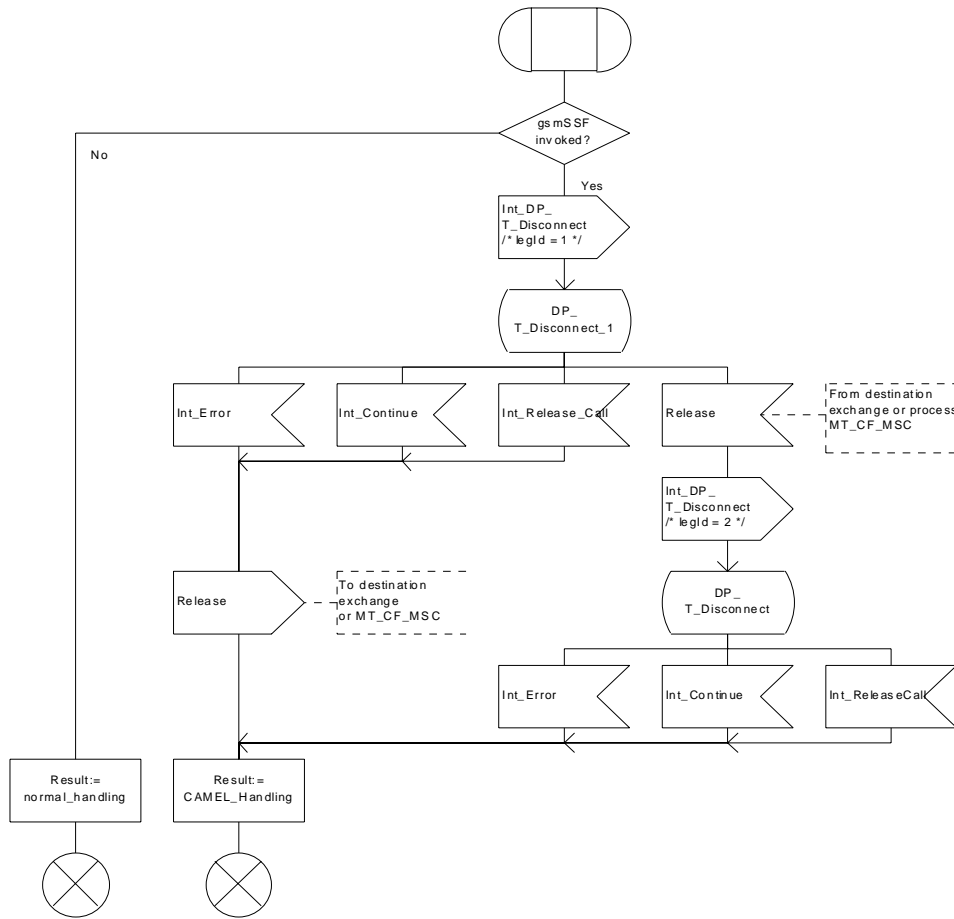 gsmSSF
invoked?
No
Yes
Int_DP_
T_Disconnect
/* legId = 1 */
DP_
T_Disconnect_1
Int_Error
Int_Continue
Int_Release_Call
Release
From destination
exchange or process
MT_CF_MSC
Int_DP_
T_Disconnect
/* legId = 2 */
Release
To destination
exchange
or MT_CF_MSC
DP_
T_Disconnect
Int_Error
Int_Continue
Int_ReleaseCall
Result:=
normal_handling
Result:=
CAMEL_Handling